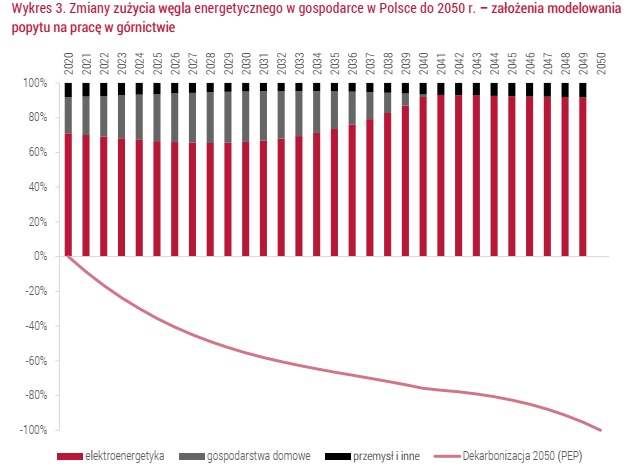 Wykres 3. Zmiany zużycia węgla energetycznego w gospodarce w Polsce do 2050 r. – założenia modelowania
popytu na pracę w górnictwie
2020 2021 2022 2023 2024 2025 2026 2027 2028 2029 2030 2031 2032 2033 2034 2035 2036 2037 2038 2039 2040 2041 2042 2043 2044 2045 2046 2047 2048 2049 2050
100%
80%
60%
40%
20%
0%
-20%
-40%
-60%
-80%
-100%
elektroenergetyka gospodarstwa domowe przemysł i inne Dekarbonizacja 2050 (PEP)